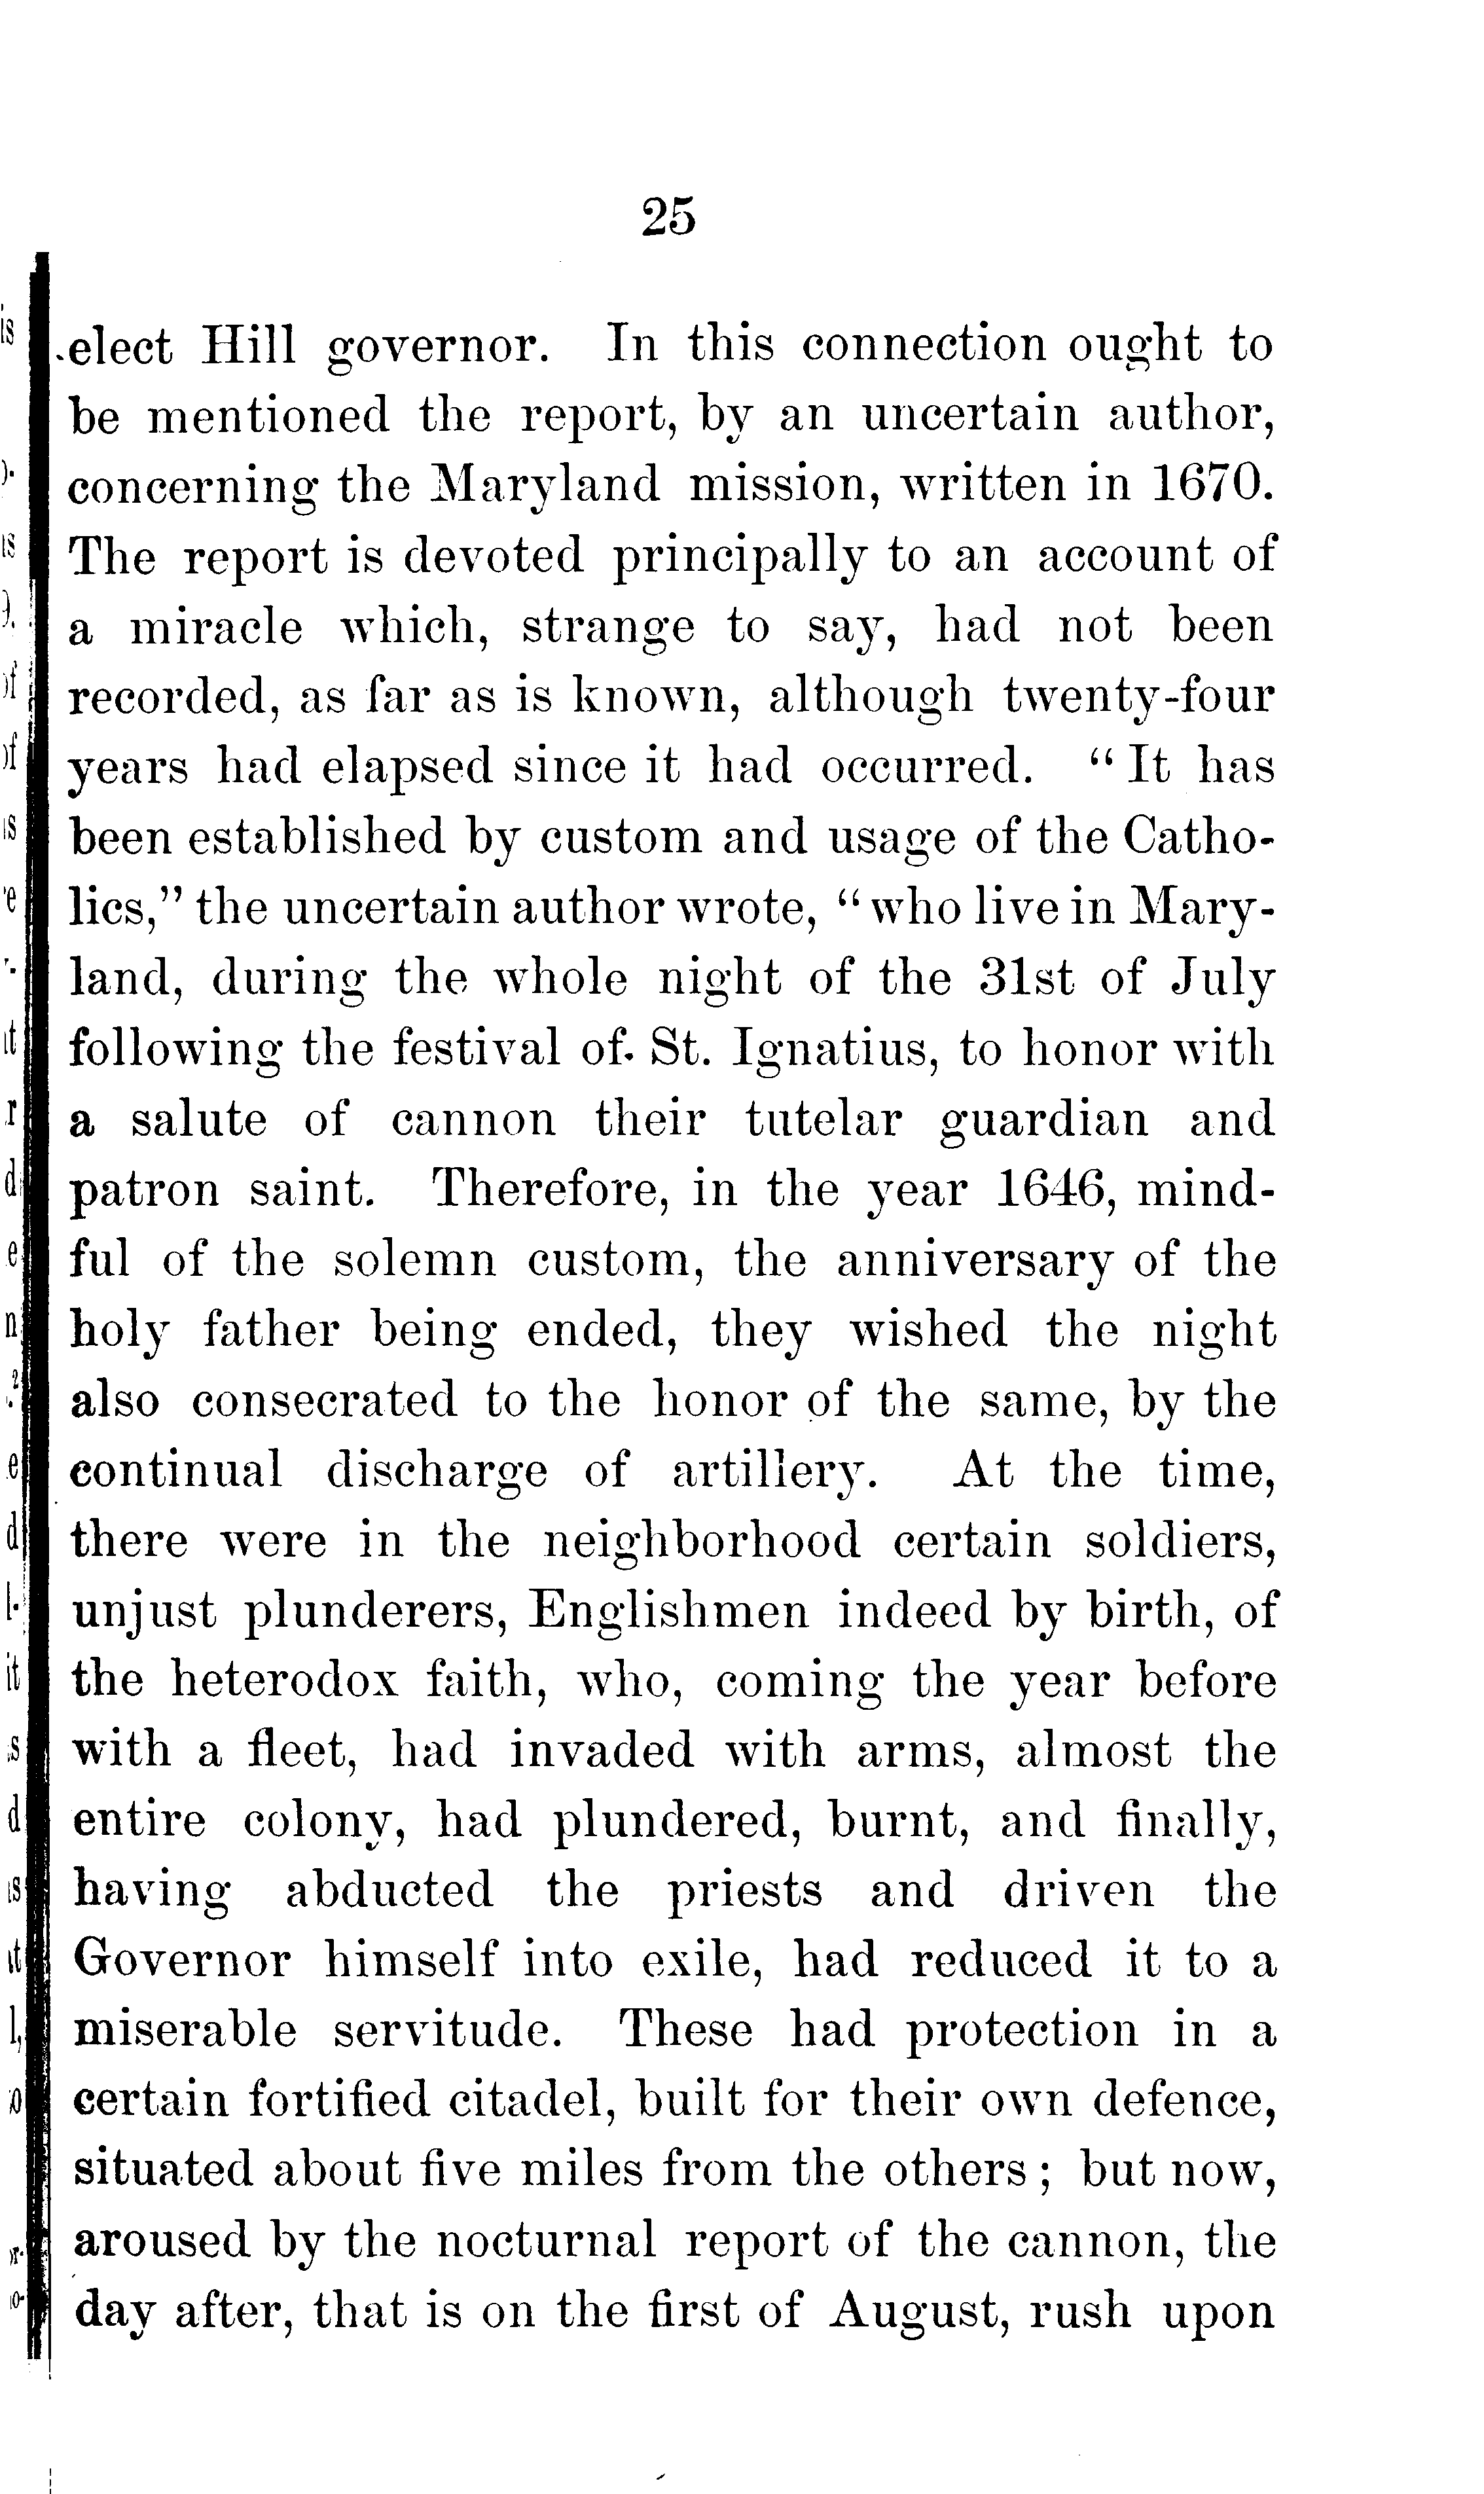 25
elect Hill governor. In this connection ought to
be mentioned the report, by an uncertain author,
concerning the Maryland mission, written in 1670.
The report is devoted principally to an account of
a miracle which, strange to say, had not been
recorded, as far as is known, although twenty-four
years had elapsed since it had occurred. “It has
been established by custom and usage of the Catho-
lics,” the uncertain author wrote, “who live in Mary-
land, during the whole night of the 31st of July
following the festival of St. Ignatius, to honor with
a salute of cannon their tutelar guardian and
patron saint. Therefore, in the year 1646, mind-
ful of the solemn custom, the anniversary of the
holy father being ended, they wished the night
also consecrated to the honor of the same, by the
continual discharge of artillery. At the time,
there were in the neighborhood certain soldiers,
unjust plunderers, Englishmen indeed by birth, of
the heterodox faith, who, coming the year before
with a fleet, had invaded with arms, almost the
entire colony, had plundered, burnt, and finally,
having abducted the priests and driven the
Governor himself into exile, had reduced it to a
miserable servitude. These had protection in a
certain fortified citadel, built for their own defence,
situated about five miles from the others; but now,
aroused by the nocturnal report of the cannon, the
day after, that is on the first of August, rush upon